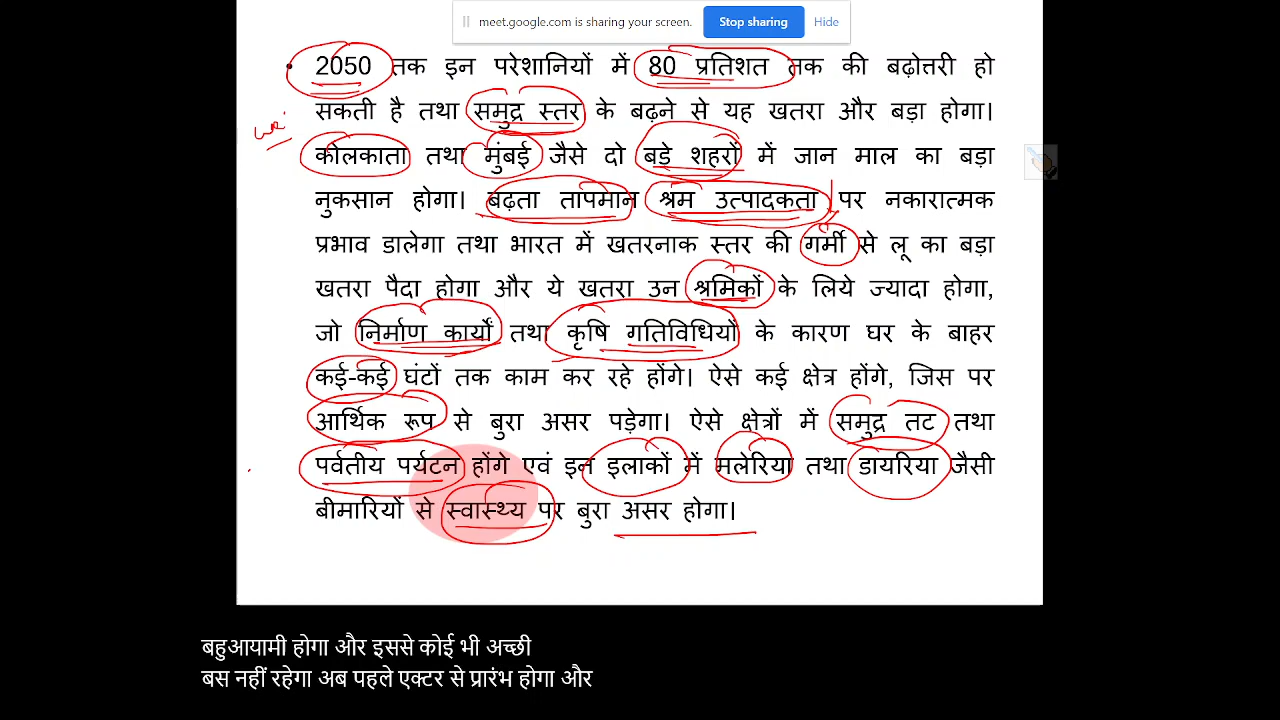 meet.google.com is sharing your screen. Stop sharing Hide
• 2050 तक इन परेशानियों में 80 प्रतिशत तक की बढ़ोत्तरी हो
सकती है तथा समुद्र स्तर के बढ़ने से यह खतरा और बड़ा होगा।
कोलकाता तथा मुंबई जैसे दो बड़े शहरों में जान माल का बड़ा
नुकसान होगा। बढ़ता तापमान श्रम उत्पादकता पर नकारात्मक
प्रभाव डालेगा तथा भारत में खतरनाक स्तर की गर्मी से लू का बड़ा
खतरा पैदा होगा और ये खतरा उन श्रमिकों के लिये ज्यादा होगा,
जो निर्माण कार्यों तथा कृषि गतिविधियों के कारण घर के बाहर
कई-कई घंटों तक काम कर रहे होंगे। ऐसे कई क्षेत्र होंगे, जिस पर
आर्थिक रूप से बुरा असर पड़ेगा। ऐसे क्षेत्रों में समुद्र तट तथा
पर्वतीय पर्यटन होंगे एवं इन इलाकों में मलेरिया तथा डायरिया जैसी
बीमारियों से स्वास्थ्य पर बुरा असर होगा।
बहुआयामी होगा और इससे कोई भी अच्छी
बस नहीं रहेगा अब पहले एक्टर से प्रारंभ होगा और